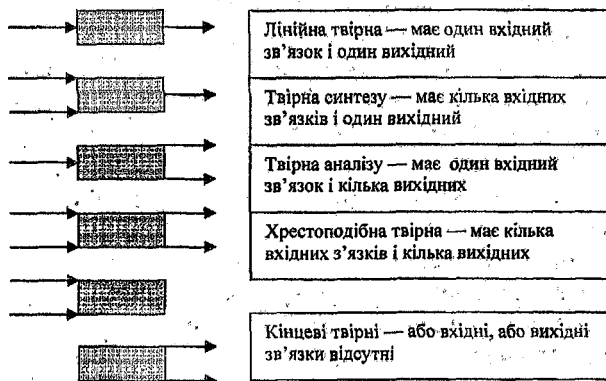 Лінійна твірна — має один вхідний
зв’язок і один вихідний
Твірна синтезу — має кілька вхідних
зв’язків і один вихідний
Твірна аналізу — має один вхідний
зв’язок і кілька вихідних
Хрестоподібна твірна — має кілька
вхідних з’язків і кілька вихідних
Кінцеві твірні — або вхідні, або вихідні
зв’язки відсутні